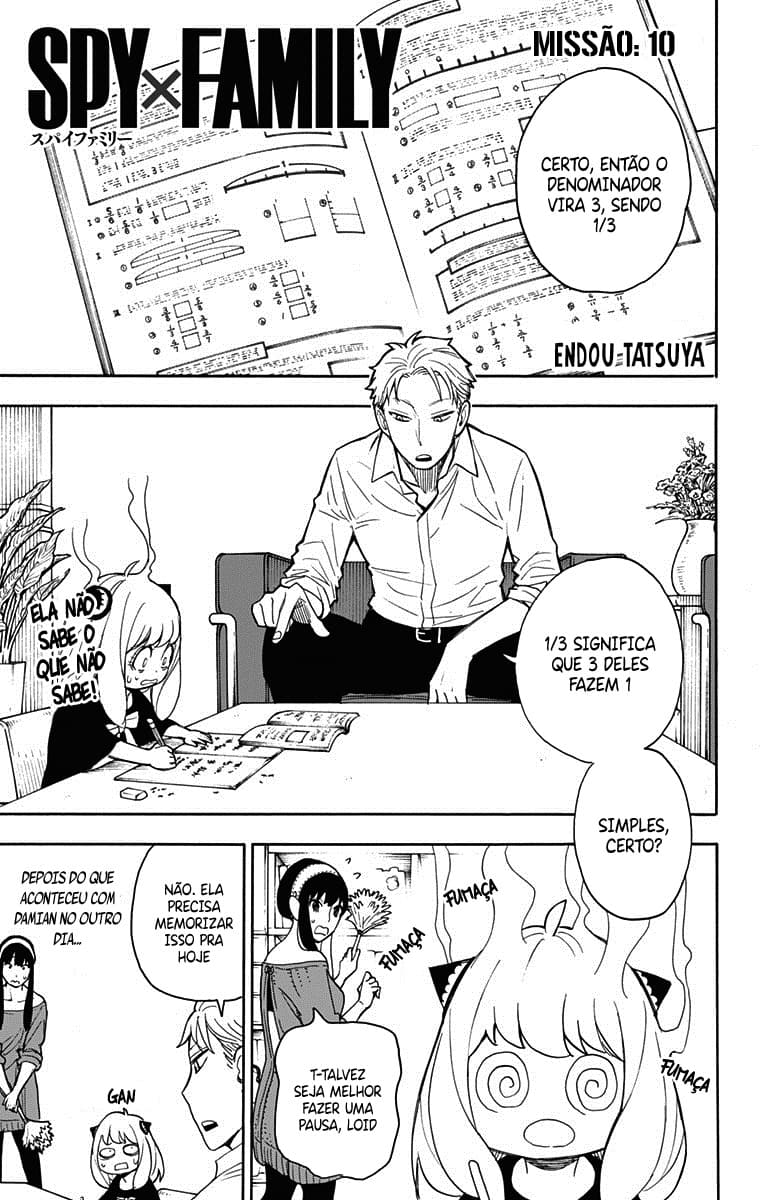 SPY×FAMILY
スパイファミリー
MISSÃO: 10
CERTO, ENTÃO O
DENOMINADOR
VIRA 3, SENDO
1/3
ENDOU-TATSUYA
ELA NÃO
SABE O
QUE NÃO
SABE!
1/3 SIGNIFICA
QUE 3 DELES
FAZEM 1
SIMPLES,
CERTO?
FUMAÇA
FUMAÇA
FUMAÇA
T-TALVEZ
SEJA MELHOR
FAZER UMA
PAUSA, LOID
NÃO. ELA
PRECISA
MEMORIZAR
ISSO PRA
HOJE
DEPOIS DO QUE
ACONTECEU COM
DAMIAN NO OUTRO
DIA...
GAN